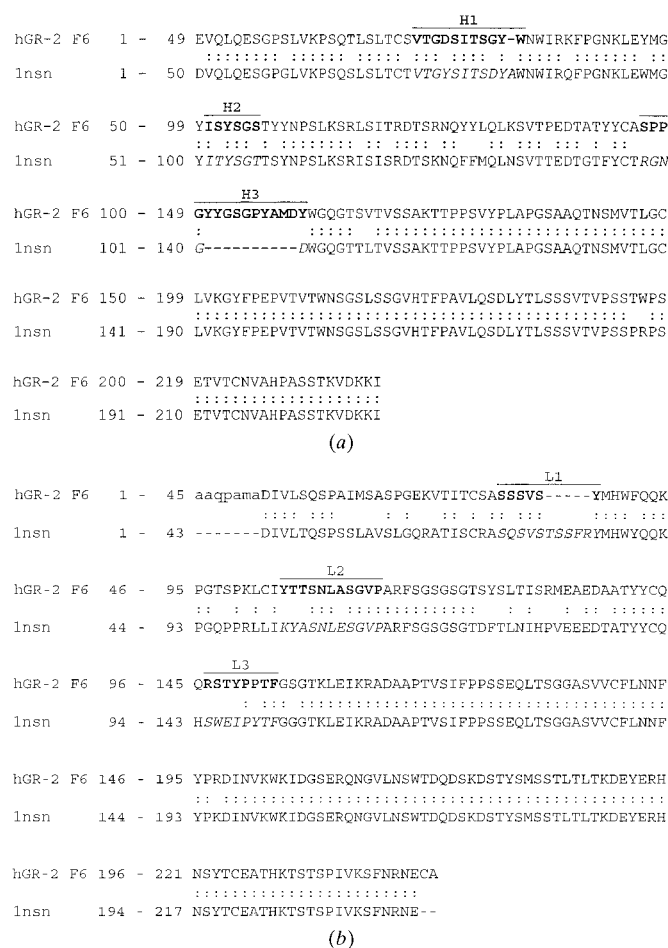 H1
hGR-2 F6 1 - 49 EVQLQESGPSLVKPSQTLSLTCSVTGDSITSGY-WNWIRKFPGNKLEYMG
: : : : : : : : : : : : : : : : : : : : : : : : : : : : : : : : : : : : : :
1nsn 1 - 50 DVQLQESGPGLVKPSQSLSLTCTVTGYSITSDYAWNWIRQFPGNKLEWMG
H2
hGR-2 F6 50 - 99 YISYSGSTYYNPSLKSRLSITRDTSRNQYYLQLKSVTPEDTATYYCASPP
1nsn 51 - 100 YITYSGTTSYNPSLKSRISISRDTSKNQFFMQLNSVTTEDTGTFYCTRGN
H3
hGR-2 F6 100 - 149 GYYGSGPYAMDYWGQGTSVTVSSAKTTPPSVYPLAPGSAAQTNSMVTLGC
1nsn 101 - 140 G----------DWGQGTTLTVSSAKTTPPSVYPLAPGSAAQTNSMVTLGC
hGR-2 F6 150 - 199 LVKGYFPEPVTVTWNSGSLSSGVHTFPAVLQSDLYTLSSSVTVPSSTWPS
1nsn 141 - 190 LVKGYFPEPVTVTWNSGSLSSGVHTFPAVLQSDLYTLSSSVTVPSSPRPS
hGR-2 F6 200 - 219 ETVTCNVAHPASSTKVDKKI
: : : : : : : : : : : : : : : : : : : :
1nsn 191 - 210 ETVTCNVAHPASSTKVDKKI
(a)
L1
hGR-2 F6 1 - 45 aaqpamaDIVLSQSPAIMSASPGEKVTITCSASSSVS-----YMHWFQQK
1nsn 1 - 43 -------DIVLTQSPSSLAVSLGQRATISCRASQSVSTSSFRYMHWYQQK
L2
hGR-2 F6 46 - 95 PGTSPKLCIYTTSNLASGVPARFSGSGSGTSYSLTISRMEAEDAATYYCQ
1nsn 44 - 93 PGQPPRLLIKYASNLESGVPARFSGSGSGTDFTLNIHPVEEEDTATYYCQ
L3
hGR-2 F6 96 - 145 QRSTYPPTFGSGTKLEIKRADAAPTVSIFPPSSEQLTSGGASVVCFLNNF
1nsn 94 - 143 HSWEIPYTFGGGTKLEIKRADAAPTVSIFPPSSEQLTSGGASVVCFLNNF
hGR-2 F6 146 - 195 YPRDINVKWKIDGSERQNGVLNSWTDQDSKDSTYSMSSTLTLTKDEYERH
1nsn 144 - 193 YPKDINVKWKIDGSERQNGVLNSWTDQDSKDSTYSMSSTLTLTKDEYERH
hGR-2 F6 196 - 221 NSYTCEATHKTSTSPIVKSFNRNECA
1nsn 194 - 217 NSYTCEATHKTSTSPIVKSFNRNE--
(b)